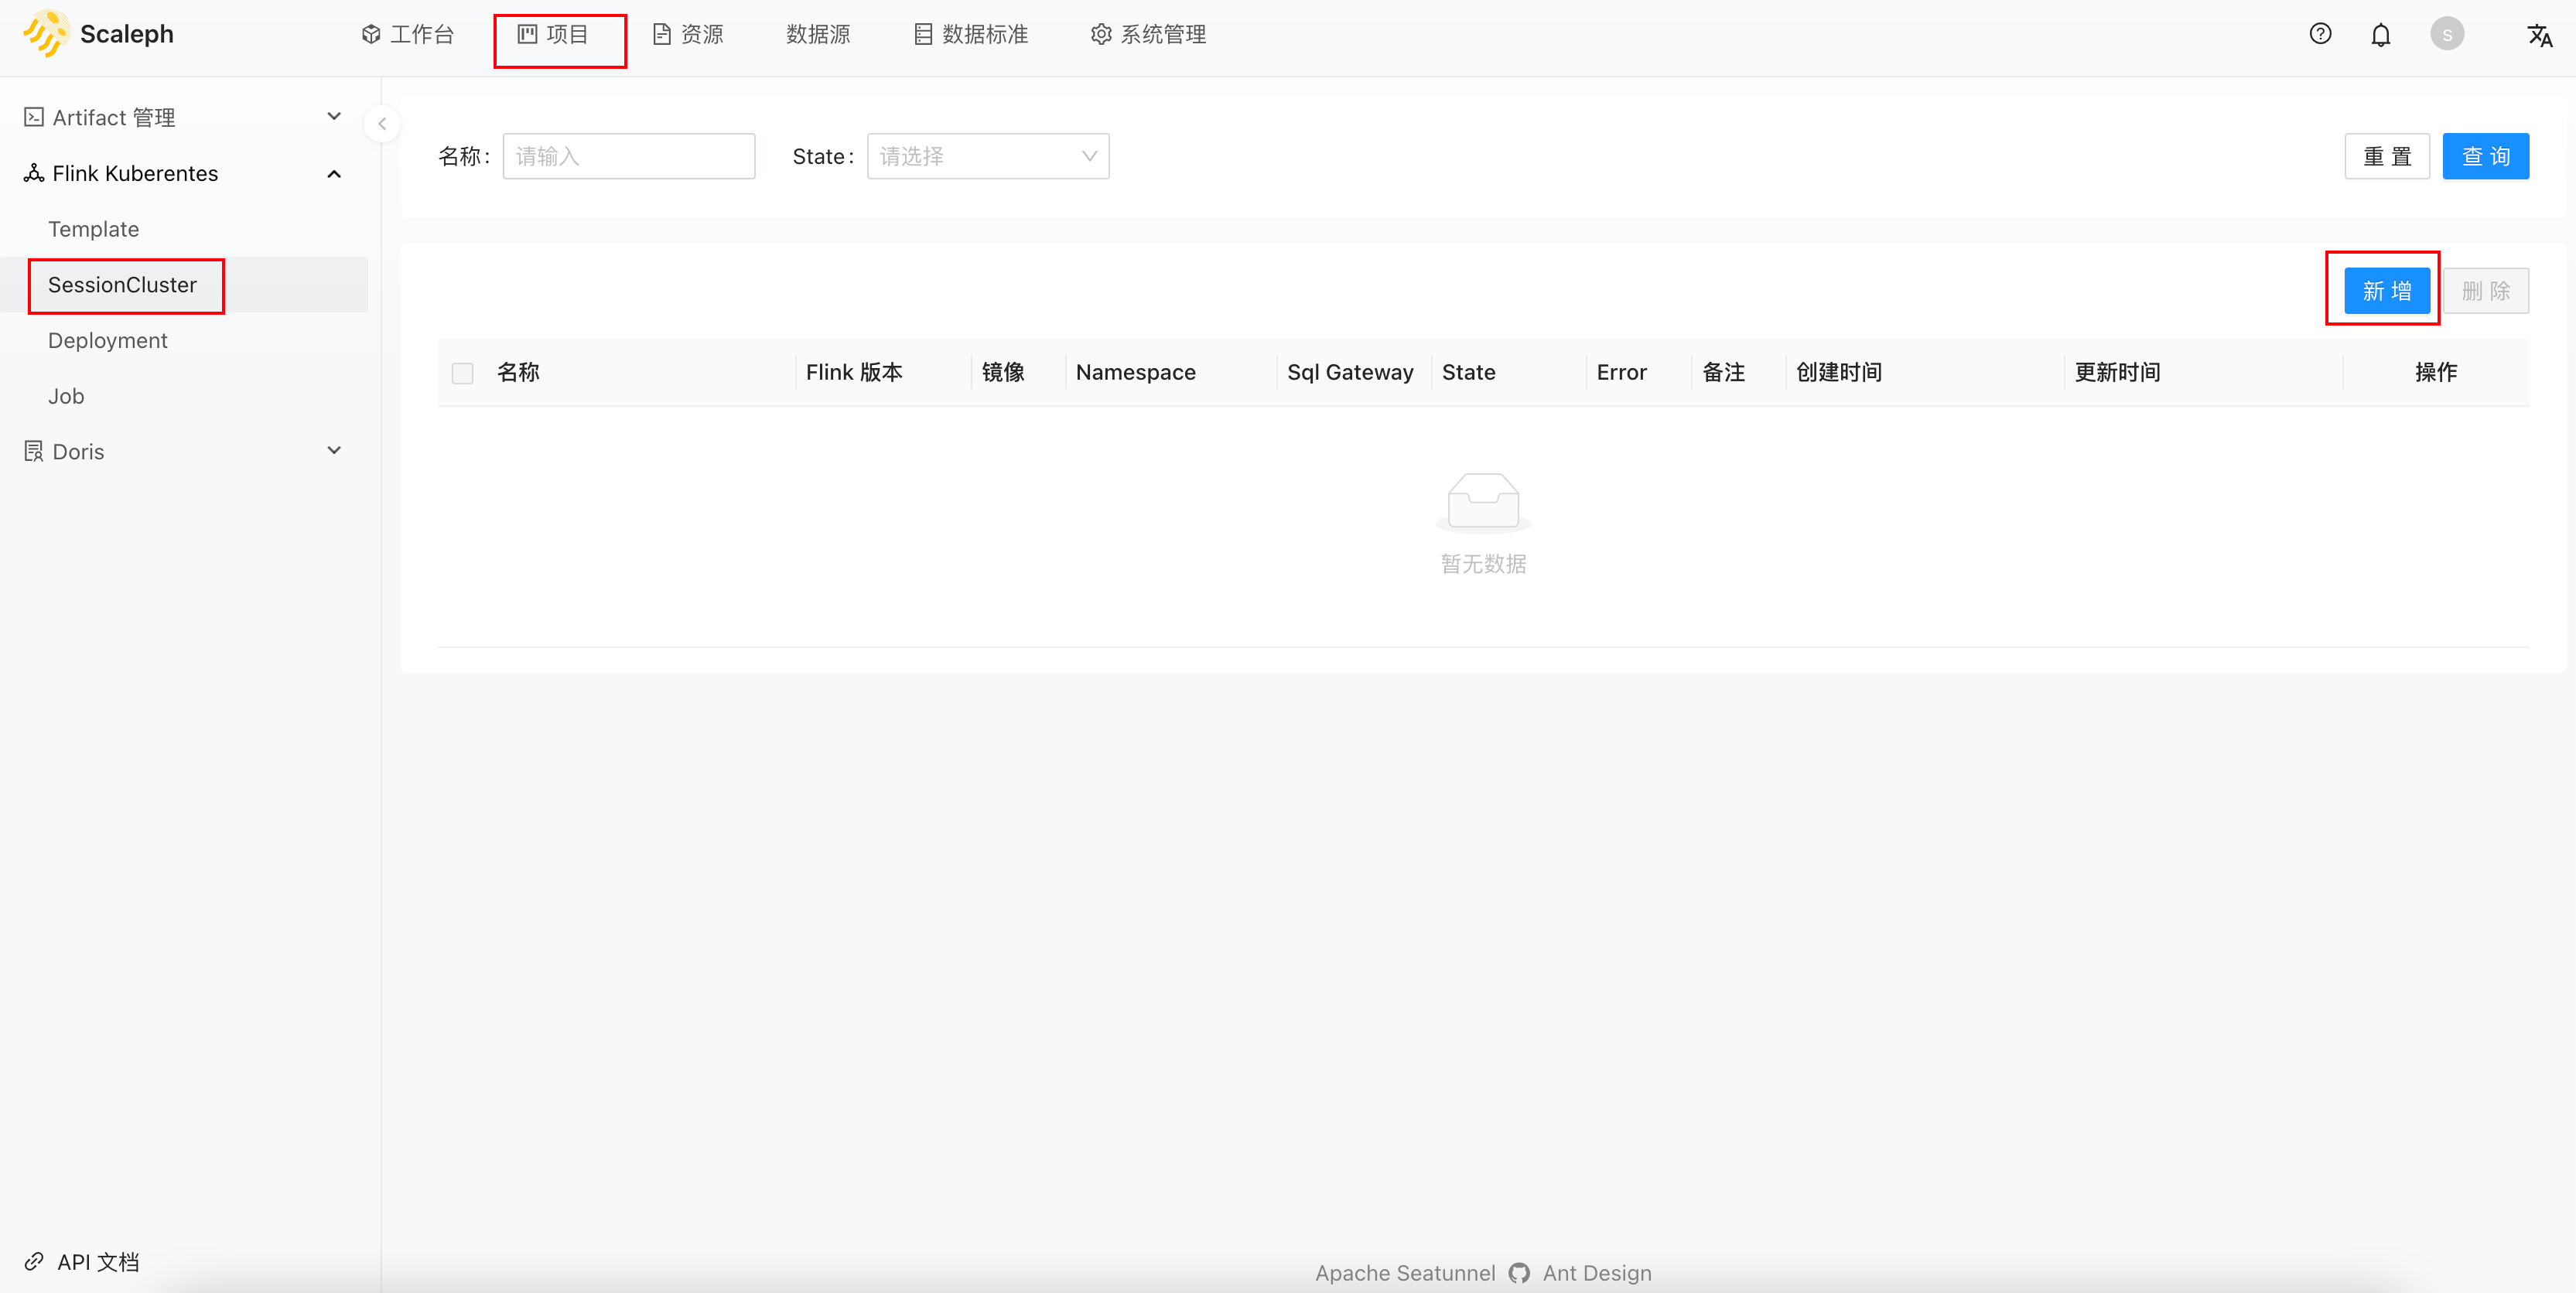 Scaleph 工作台 项目 资源 数据源 数据标准 系统管理 S
Artifact 管理
Flink Kuberentes
Template
SessionCluster
Deployment
Job
Doris
API 文档
名称: 请输入 State: 请选择 重 置 查 询
新 增 删 除
名称 Flink 版本 镜像 Namespace Sql Gateway State Error 备注 创建时间 更新时间 操作
暂无数据
Apache Seatunnel Ant Design